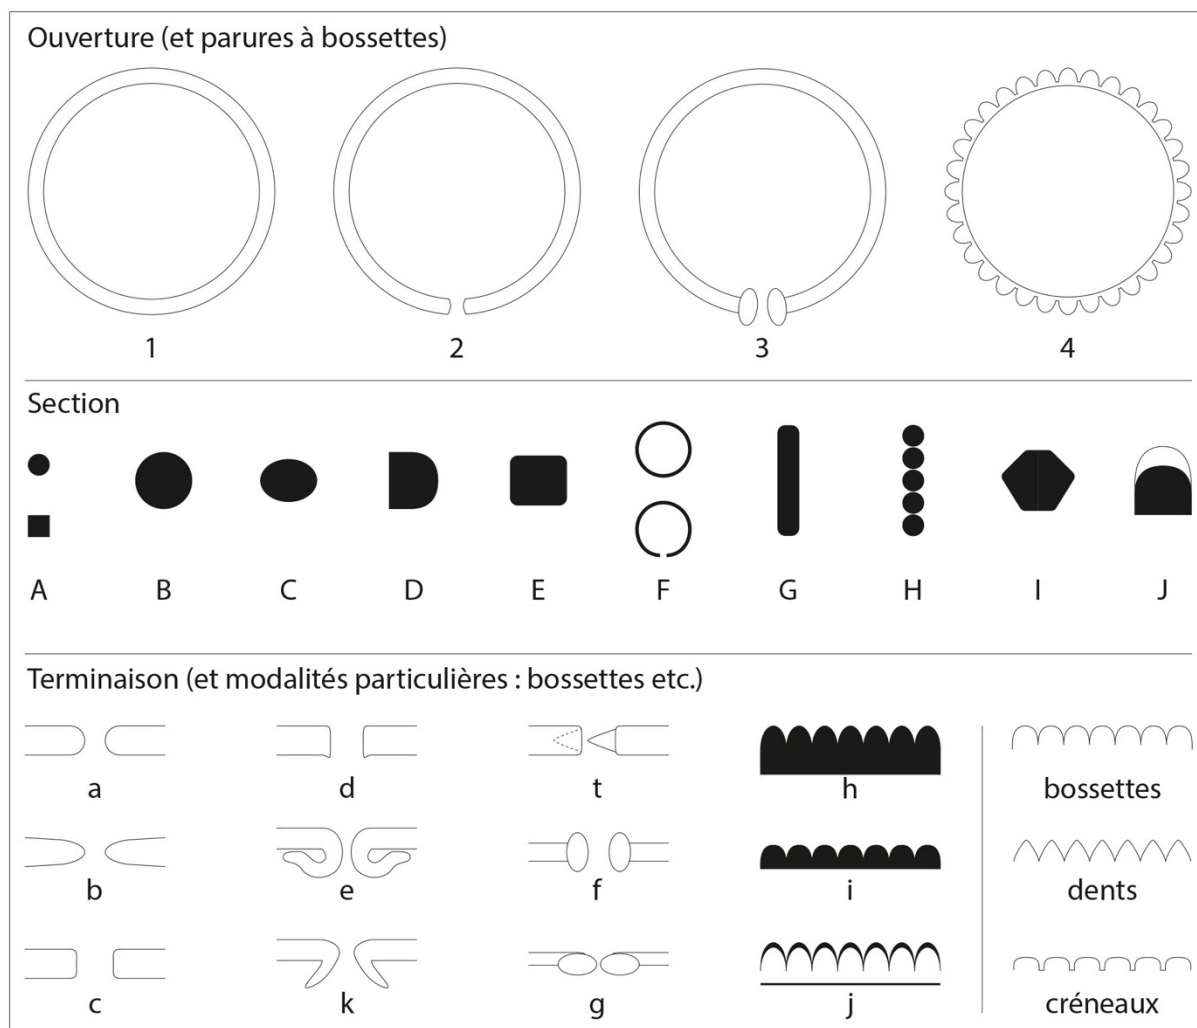 Ouverture (et parures à bossettes)
1 2 3 4
Section
A B C D E F G H I J
Terminaison (et modalités particulières : bossettes etc.)
a d t h bossettes
b e f i dents
c k g j créneaux